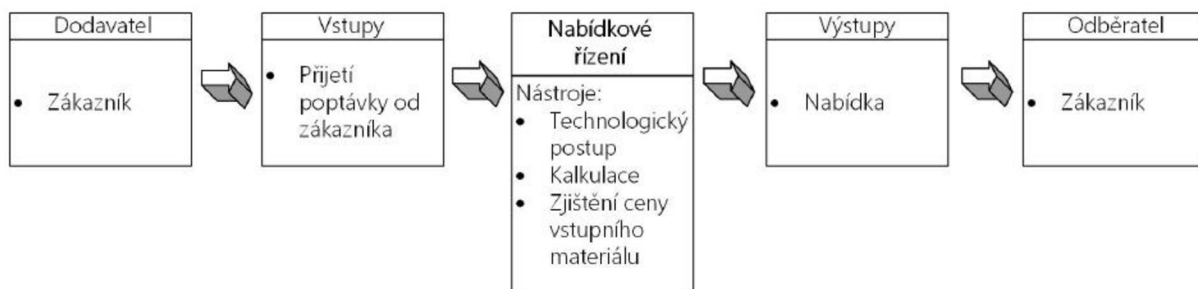 Dodavatel
• Zákazník
Vstupy
• Přijetí
poptávky od
zákazníka
Nabídkové
řízení
Nástroje:
• Technologický
postup
• Kalkulace
• Zjištění ceny
vstupního
materiálu
Výstupy
• Nabídka
Odběratel
• Zákazník